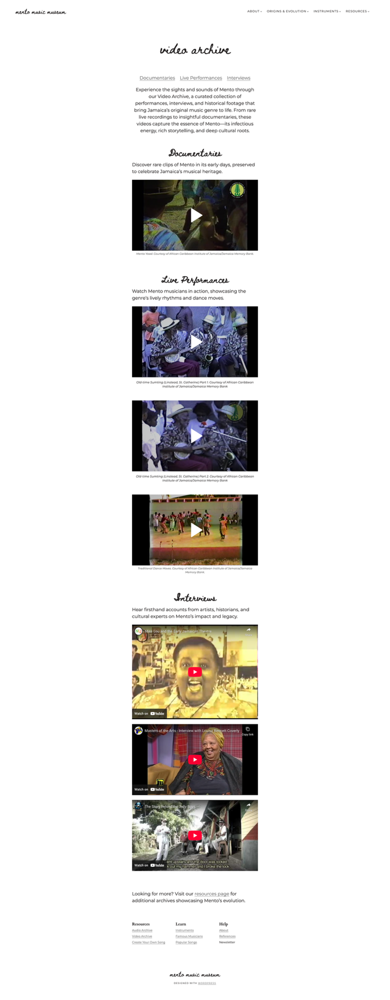 mento music museum
ABOUT
ORIGINS & EVOLUTION
INSTRUMENTS
RESOURCES
video archive
Documentaries Live Performances Interviews
Experience the sights and sounds of Mento through
our Video Archive, a curated collection of
performances, interviews, and historical footage that
bring Jamaica's original music genre to life. From rare
live recordings to insightful documentaries, these
videos capture the essence of Mento—its infectious
energy, rich storytelling, and deep cultural roots.
Documentaries
Discover rare clips of Mento in its early days, preserved
to celebrate Jamaica's musical heritage.
Mento Yaad. Courtesy of African Caribbean Institute of Jamaica/Jamaica Memory Bank.
Live Performances
Watch Mento musicians in action, showcasing the
genre's lively rhythms and dance moves.
Old-time Sumting (Linstead, St. Catherine) Part 1. Courtesy of African Caribbean
Institute of Jamaica/Jamaica Memory Bank
Old-time Sumting (Linstead, St. Catherine) Part 2. Courtesy of African Caribbean
Institute of Jamaica/Jamaica Memory Bank
Traditional Dance Moves. Courtesy of African Caribbean Institute of Jamaica/Jamaica
Memory Bank.
Interviews
Hear firsthand accounts from artists, historians, and
cultural experts on Mento's impact and legacy.
Miss Lou and the Early Jamaican Theatre
Watch on YouTube
Masters of the Arts - Interview with Louise Bennett Coverly
Copy link
Watch on YouTube
The Story behind the Jolly Boys
ent upstairs and the door was locked
k out my hammer and I broke the lock
Watch on YouTube
Looking for more? Visit our resources page for
additional archives showcasing Mento's evolution.
Resources
Audio Archive
Video Archive
Create Your Own Song
Learn
Instruments
Famous Musicians
Popular Songs
Help
About
References
Newsletter
mento music museum
DESIGNED WITH WORDPRESS